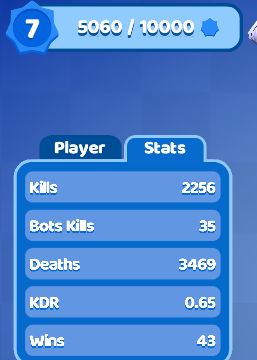 7
5060 / 10000
Player Stats
Kills 2256
Bots Kills 35
Deaths 3469
KDR 0.65
Wins 43